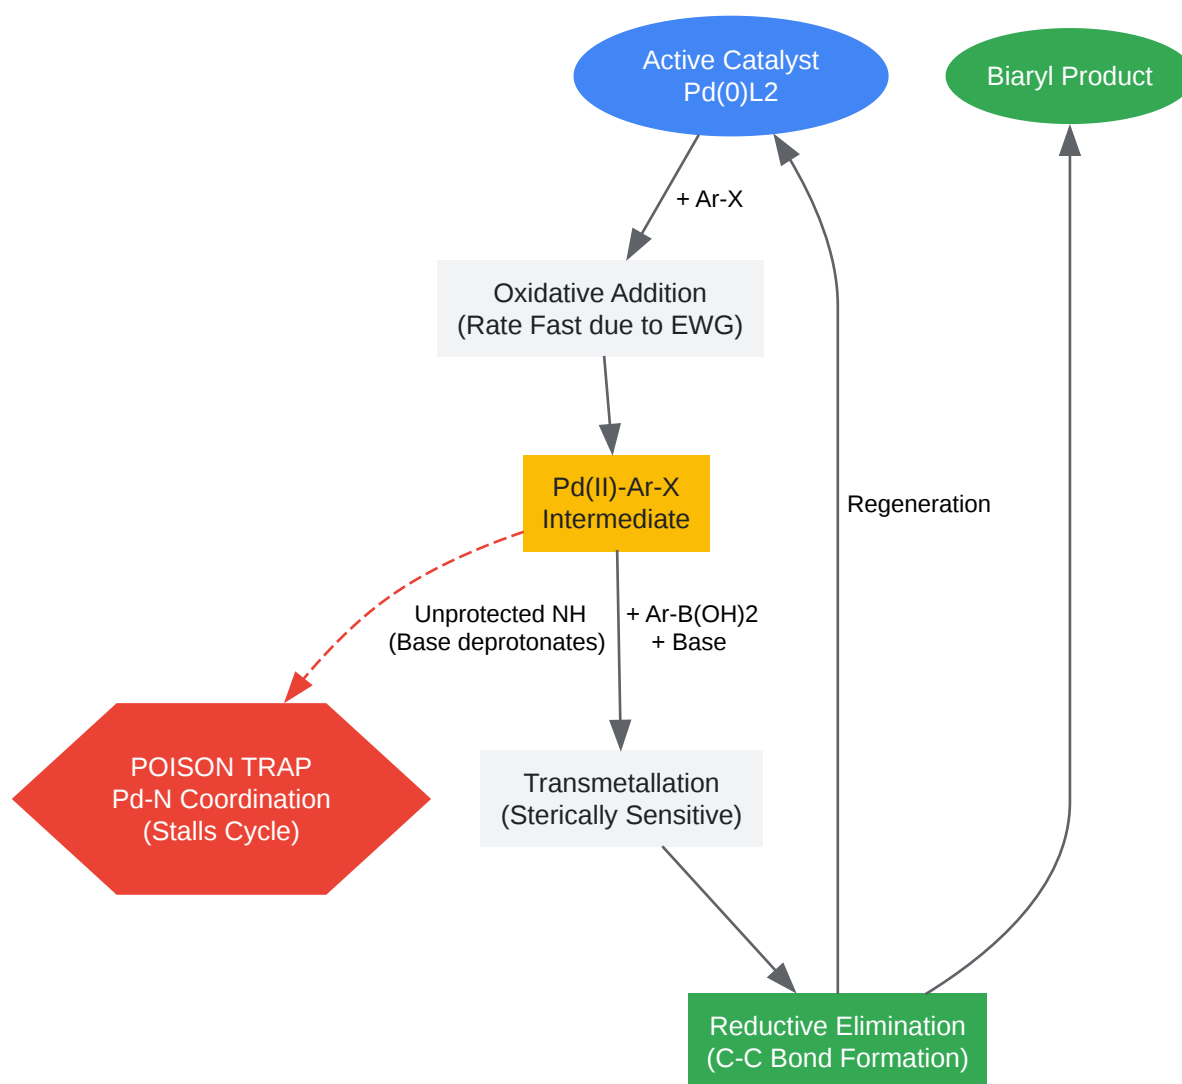 Active Catalyst
Pd(0)L2
Biaryl Product
+ Ar-X
Oxidative Addition
(Rate Fast due to EWG)
Pd(II)-Ar-X
Intermediate
Regeneration
Unprotected NH
(Base deprotonates)
+ Ar-B(OH)2
+ Base
POISON TRAP
Pd-N Coordination
(Stalls Cycle)
Transmetallation
(Sterically Sensitive)
Reductive Elimination
(C-C Bond Formation)